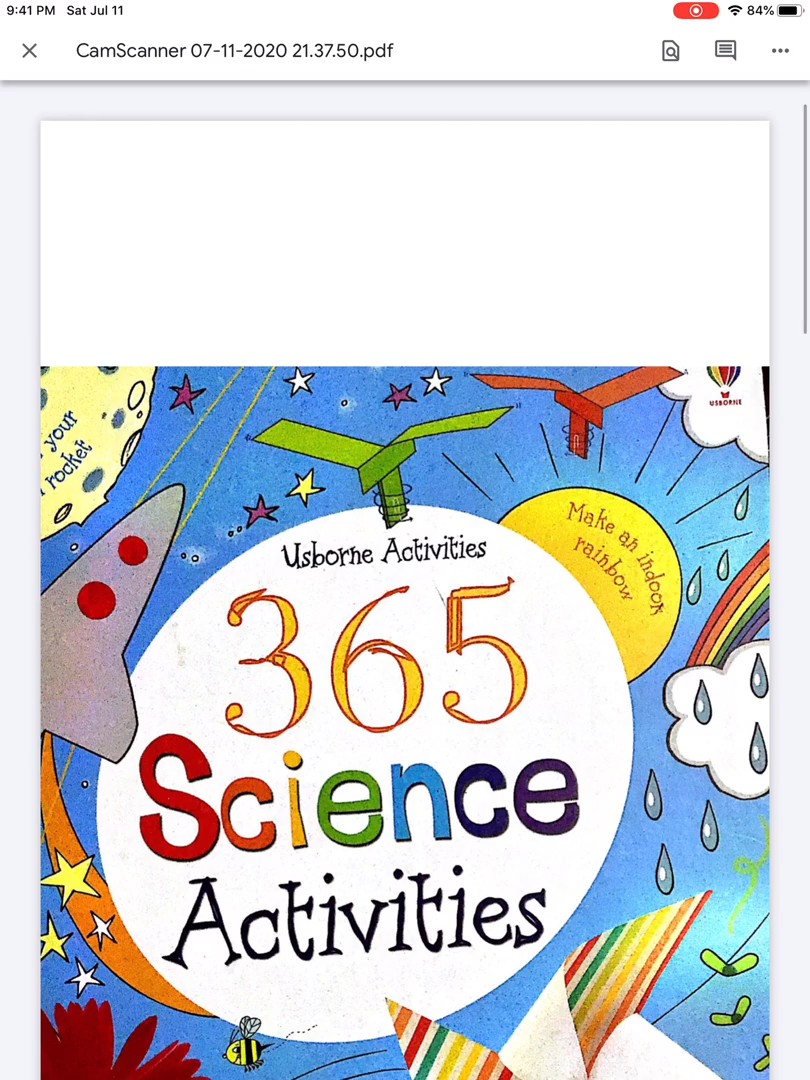 9:41 PM Sat Jul 11
84%
CamScanner 07-11-2020 21.37.50.pdf
USBORNE
your
rocket
Make an indoor
rainbow
Usborne Activities
365
Science
Activities